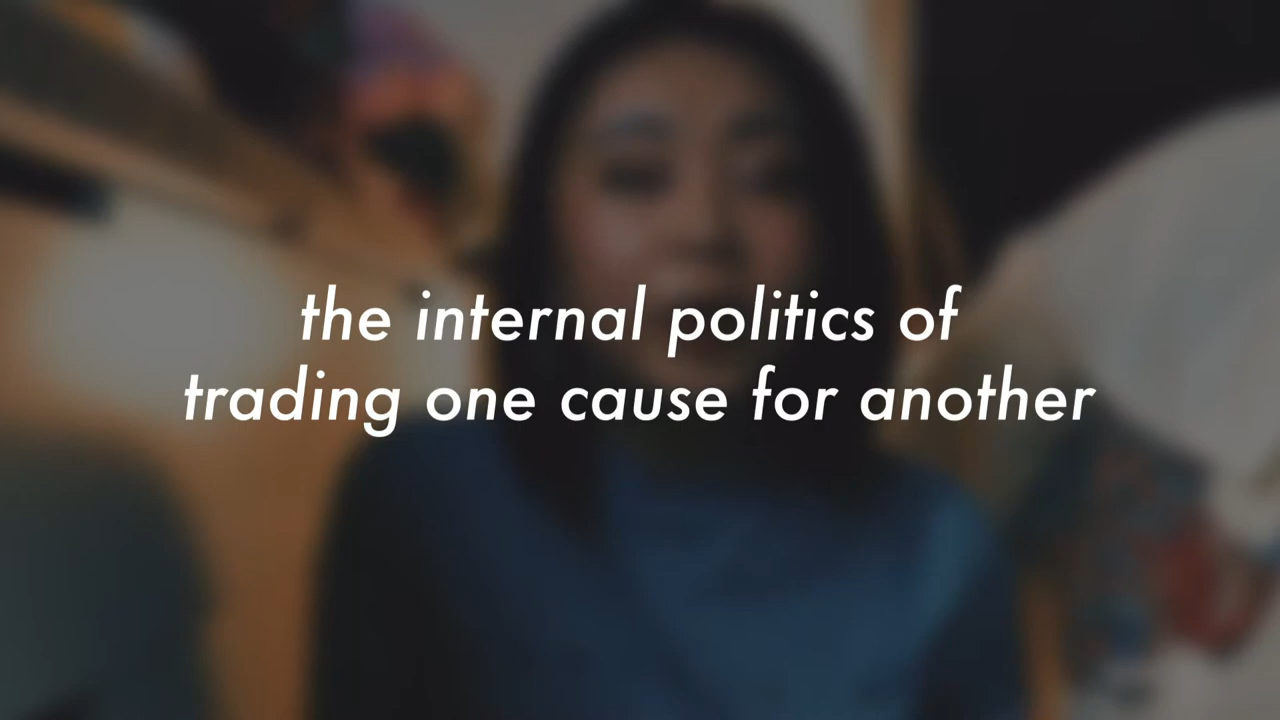 the internal politics of
trading one cause for another